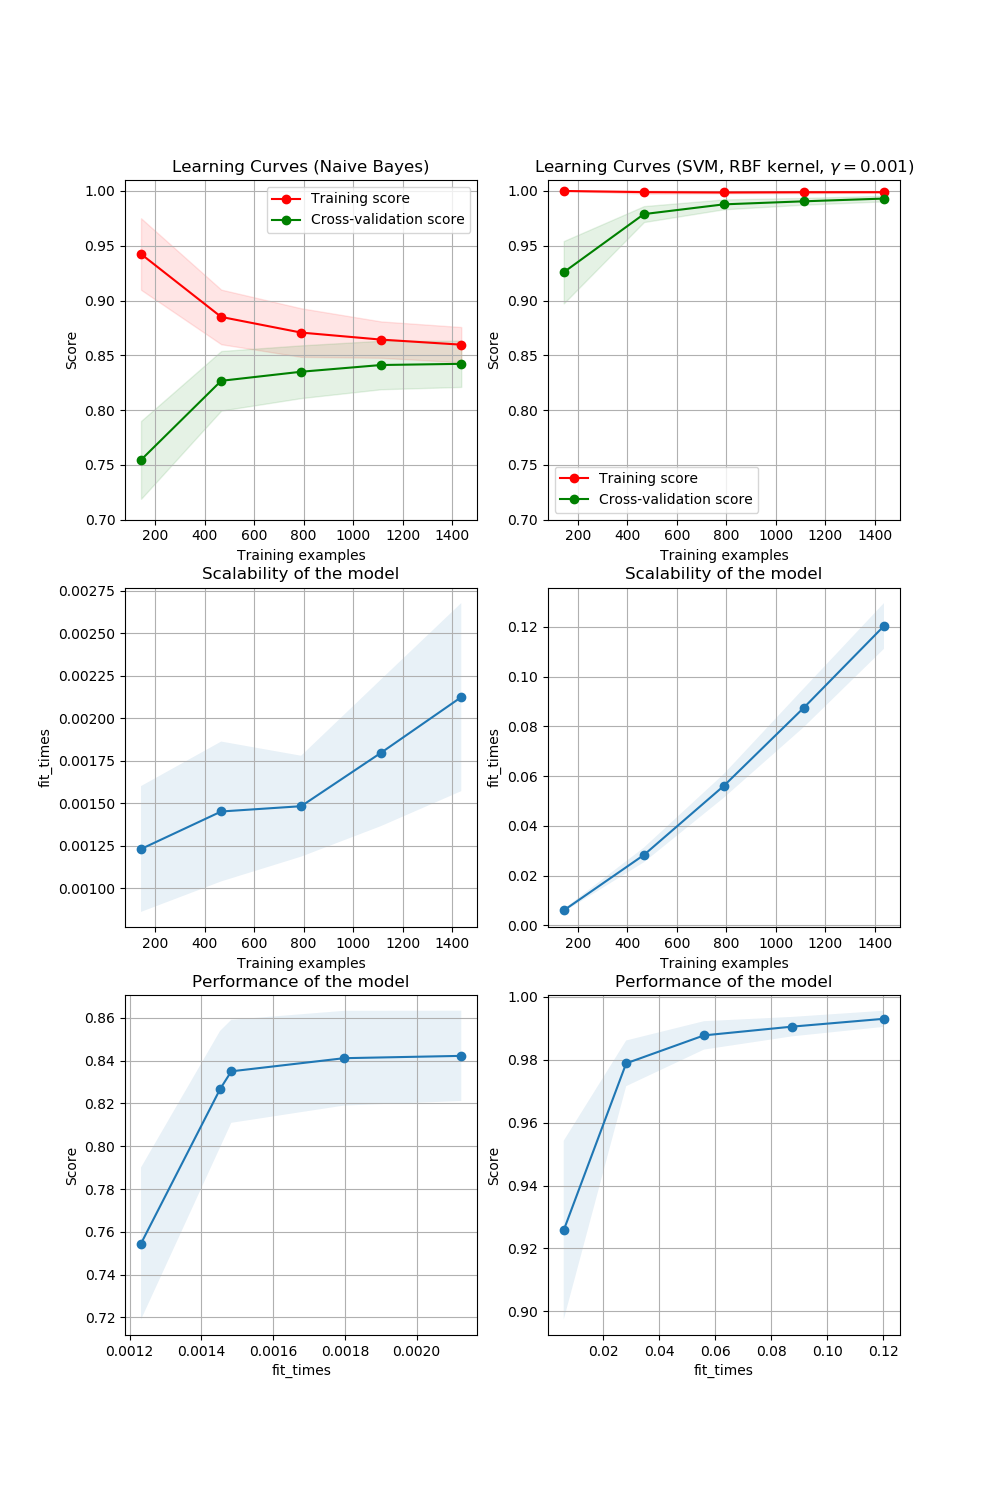 Learning Curves (Naive Bayes)
1.00
0.95
0.90
0.85
0.80
0.75
0.70
Score
Training score
Cross-validation score
200 400 600 800 1000 1200 1400
Training examples
Learning Curves (SVM, RBF kernel, γ = 0.001)
1.00
0.95
0.90
0.85
0.80
0.75
0.70
Score
Training score
Cross-validation score
200 400 600 800 1000 1200 1400
Training examples
Scalability of the model
0.00275
0.00250
0.00225
0.00200
0.00175
0.00150
0.00125
0.00100
fit_times
200 400 600 800 1000 1200 1400
Training examples
Scalability of the model
0.12
0.10
0.08
0.06
0.04
0.02
0.00
fit_times
200 400 600 800 1000 1200 1400
Training examples
Performance of the model
0.86
0.84
0.82
0.80
0.78
0.76
0.74
0.72
Score
0.0012 0.0014 0.0016 0.0018 0.0020
fit_times
Performance of the model
1.00
0.98
0.96
0.94
0.92
0.90
Score
0.02 0.04 0.06 0.08 0.10 0.12
fit_times